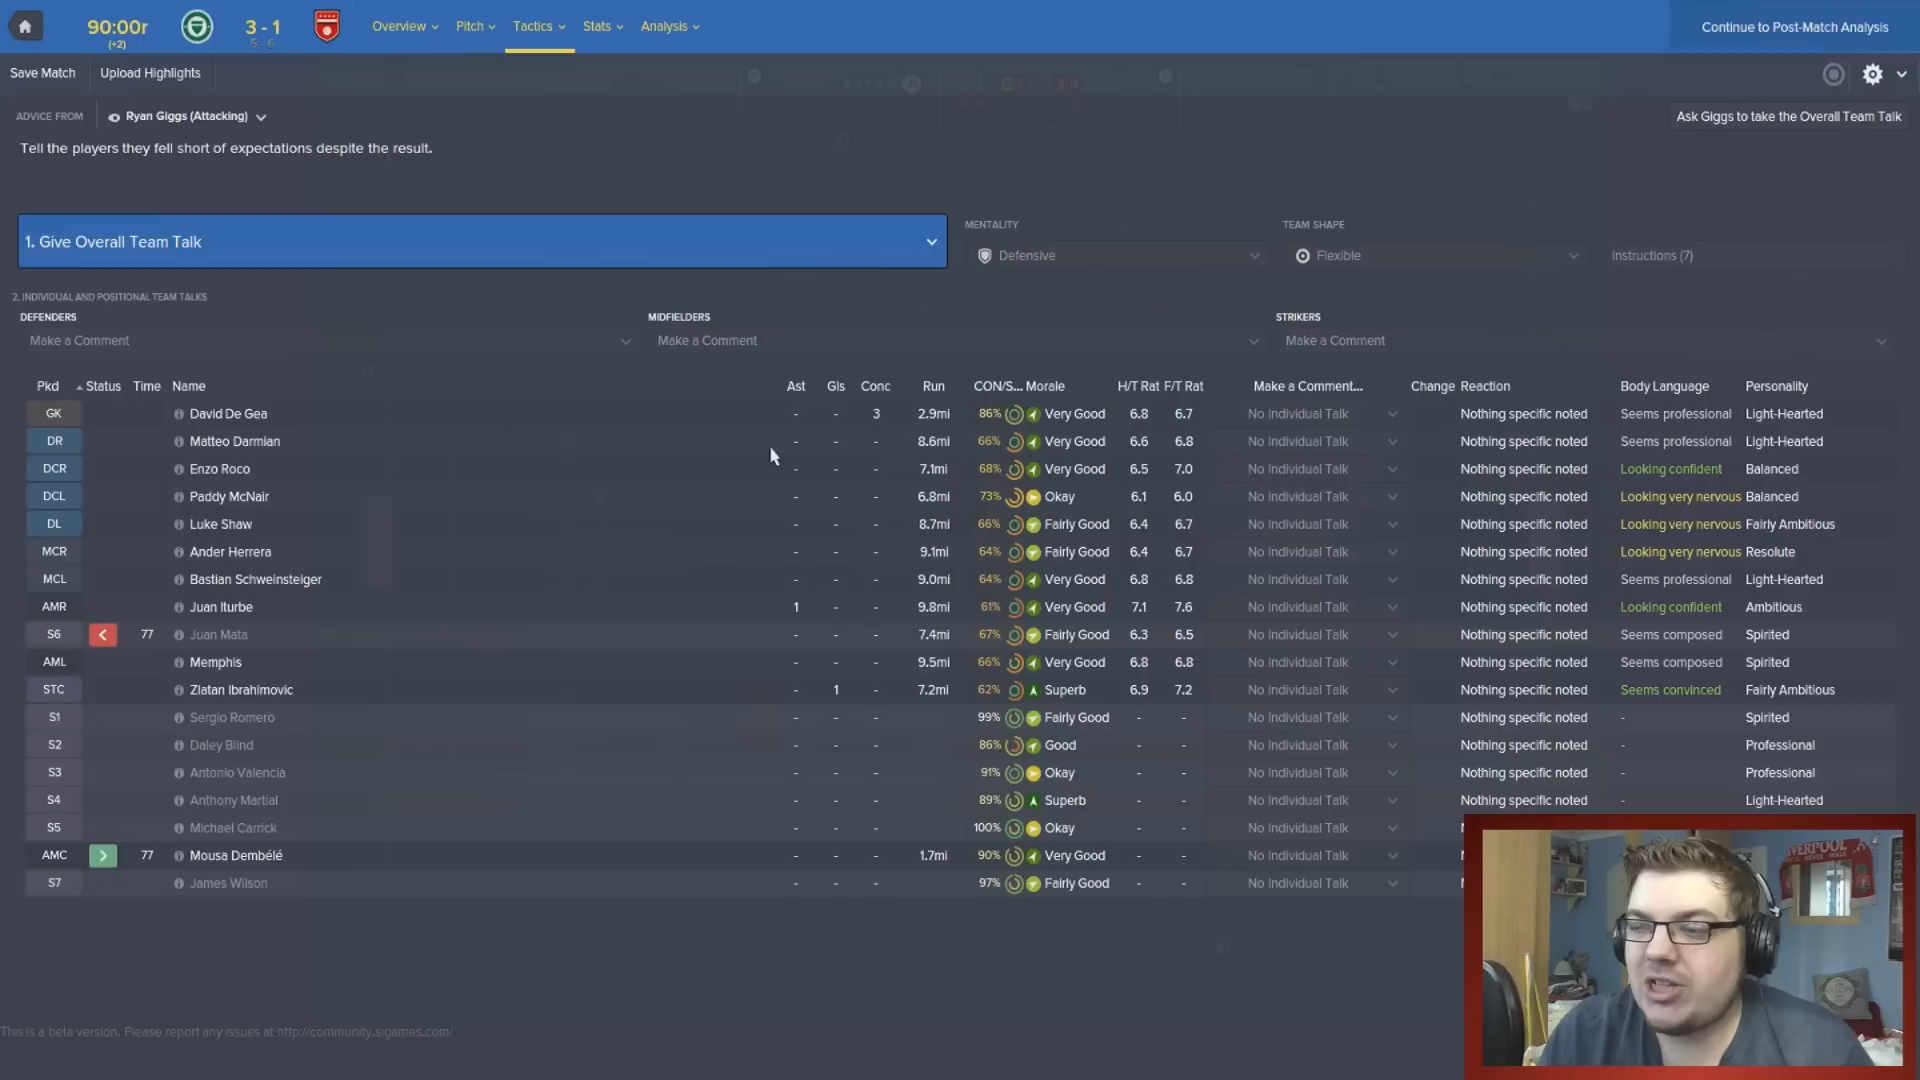 90:00r
(+2)
3 - 1
5 - 6
Overview
Pitch
Tactics
Stats
Analysis
Continue to Post-Match Analysis
Save Match
Upload Highlights
ADVICE FROM
Ryan Giggs (Attacking)
Ask Giggs to take the Overall Team Talk
Tell the players they fell short of expectations despite the result.
1. Give Overall Team Talk
MENTALITY
TEAM SHAPE
Defensive
Flexible
Instructions (7)
2. INDIVIDUAL AND POSITIONAL TEAM TALKS
DEFENDERS
MIDFIELDERS
STRIKERS
Make a Comment
Make a Comment
Make a Comment
Pkd Status Time Name Ast Gls Conc Run CON/S... Morale H/T Rat F/T Rat Make a Comment... Change Reaction Body Language Personality
GK David De Gea - - 3 2.9mi 86% Very Good 6.8 6.7 No Individual Talk Nothing specific noted Seems professional Light-Hearted
DR Matteo Darmian - - - 8.6mi 66% Very Good 6.6 6.8 No Individual Talk Nothing specific noted Seems professional Light-Hearted
DCR Enzo Roco - - - 7.1mi 68% Very Good 6.5 7.0 No Individual Talk Nothing specific noted Looking confident Balanced
DCL Paddy McNair - - - 6.8mi 73% Okay 6.1 6.0 No Individual Talk Nothing specific noted Looking very nervous Balanced
DL Luke Shaw - - - 8.7mi 66% Fairly Good 6.4 6.7 No Individual Talk Nothing specific noted Looking very nervous Fairly Ambitious
MCR Ander Herrera - - - 9.1mi 64% Fairly Good 6.4 6.7 No Individual Talk Nothing specific noted Looking very nervous Resolute
MCL Bastian Schweinsteiger - - - 9.0mi 64% Very Good 6.8 6.8 No Individual Talk Nothing specific noted Seems professional Light-Hearted
AMR Juan Iturbe 1 - - 9.8mi 61% Very Good 7.1 7.6 No Individual Talk Nothing specific noted Looking confident Ambitious
S6 77 Juan Mata - - - 7.4mi 67% Fairly Good 6.3 6.5 No Individual Talk Nothing specific noted Seems composed Spirited
AML Memphis - - - 9.5mi 66% Very Good 6.8 6.8 No Individual Talk Nothing specific noted Seems composed Spirited
STC Zlatan Ibrahimovic - 1 - 7.2mi 62% Superb 6.9 7.2 No Individual Talk Nothing specific noted Seems convinced Fairly Ambitious
S1 Sergio Romero - - - 99% Fairly Good - - No Individual Talk Nothing specific noted - Spirited
S2 Daley Blind - - - 86% Good - - No Individual Talk Nothing specific noted - Professional
S3 Antonio Valencia - - - 91% Okay - - No Individual Talk Nothing specific noted - Professional
S4 Anthony Martial - - - 89% Superb - - No Individual Talk Nothing specific noted - Light-Hearted
S5 Michael Carrick - - - 100% Okay - - No Individual Talk
AMC 77 Mousa Dembélé - - - 1.7mi 90% Very Good - - No Individual Talk
S7 James Wilson - - - 97% Fairly Good - - No Individual Talk
This is a beta version. Please report any issues at http://community.sigames.com/